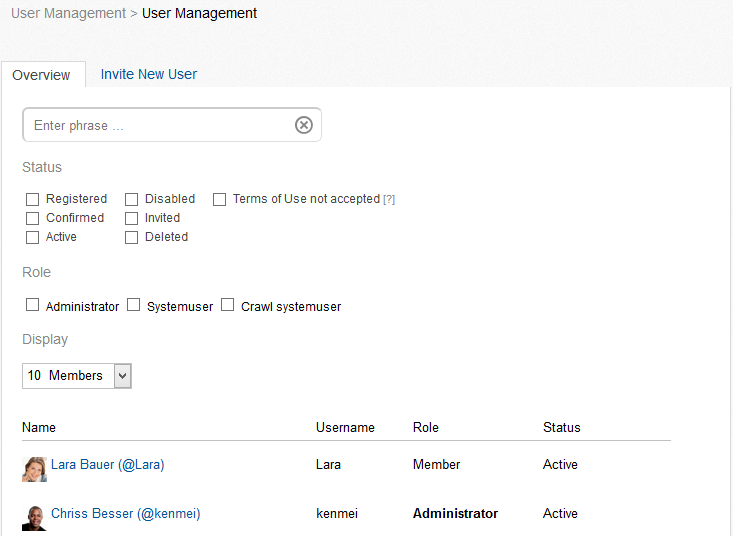 User Management > User Management
Overview Invite New User
Enter phrase ...
Status
Registered Disabled Terms of Use not accepted [?]
Confirmed Invited
Active Deleted
Role
Administrator Systemuser Crawl systemuser
Display
10 Members
Name Username Role Status
Lara Bauer (@Lara) Lara Member Active
Chriss Besser (@kenmei) kenmei Administrator Active